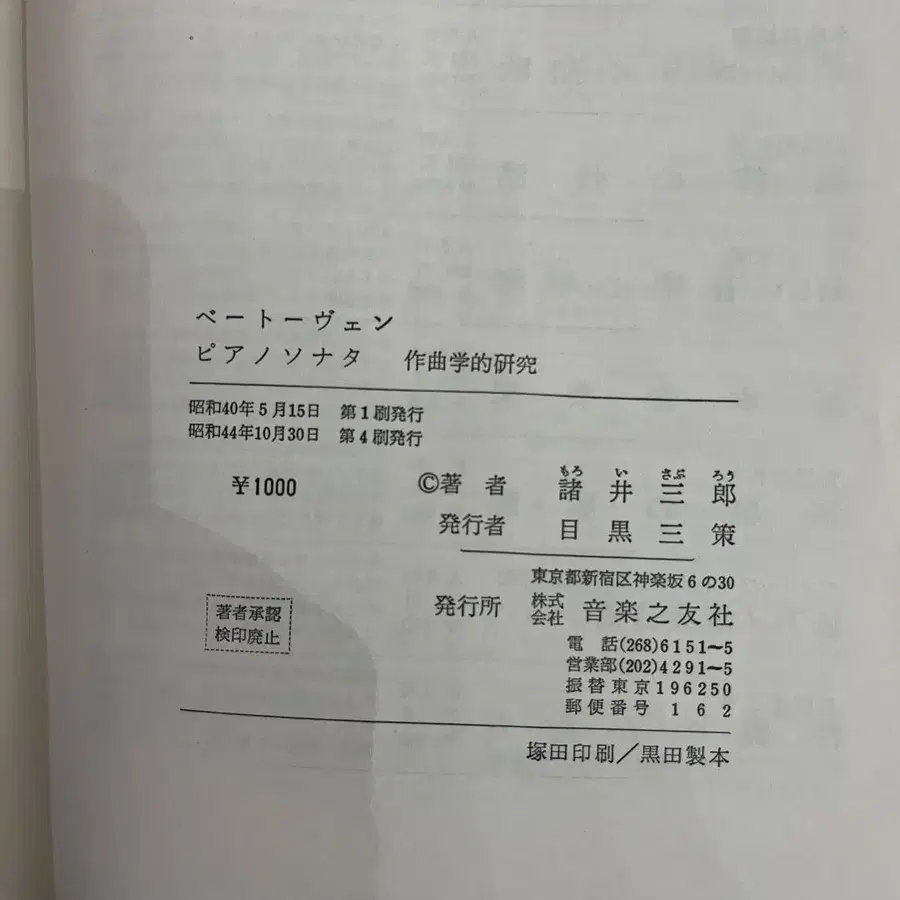 ベートーヴェン
ピアノソナタ　作曲学的研究
昭和40年5月15日　第1刷発行
昭和44年10月30日　第4刷発行
￥1000
もろ い さぶ ろう
©著者　諸井三郎
発行者　目黒三策
東京都新宿区神楽坂6の30
発行所　株式会社　音楽之友社
電話(268)6151〜5
営業部(202)4291〜5
振替東京196250
郵便番号　162
著者承認
検印廃止
塚田印刷/黒田製本